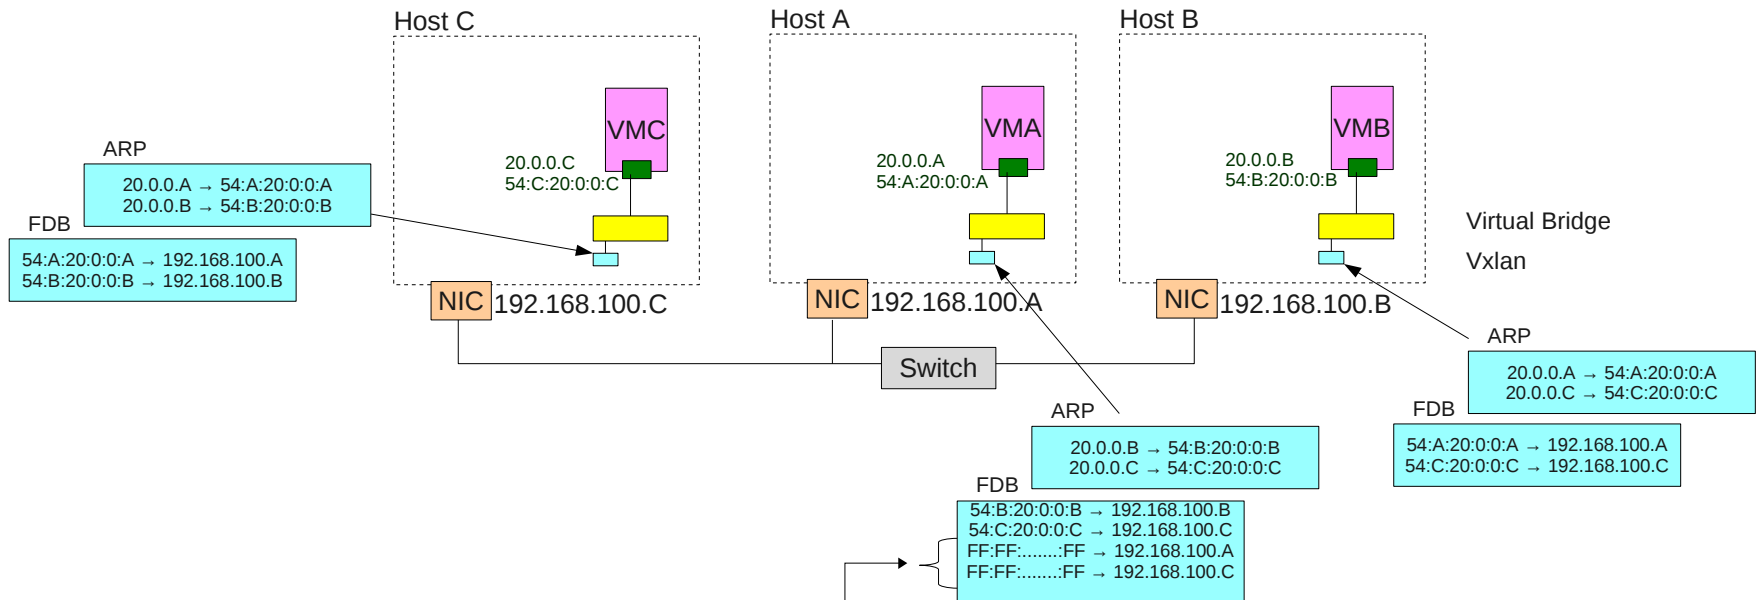 Host C
Host A
Host B
VMC
VMA
VMB
20.0.0.C
54:C:20:0:0:C
20.0.0.A
54:A:20:0:0:A
20.0.0.B
54:B:20:0:0:B
ARP
20.0.0.A → 54:A:20:0:0:A
20.0.0.B → 54:B:20:0:0:B
FDB
54:A:20:0:0:A → 192.168.100.A
54:B:20:0:0:B → 192.168.100.B
Virtual Bridge
Vxlan
NIC
192.168.100.C
NIC
192.168.100.A
NIC
192.168.100.B
Switch
ARP
20.0.0.A → 54:A:20:0:0:A
20.0.0.C → 54:C:20:0:0:C
FDB
54:A:20:0:0:A → 192.168.100.A
54:C:20:0:0:C → 192.168.100.C
ARP
20.0.0.B → 54:B:20:0:0:B
20.0.0.C → 54:C:20:0:0:C
FDB
54:B:20:0:0:B → 192.168.100.B
54:C:20:0:0:C → 192.168.100.C
FF:FF:.......:FF → 192.168.100.A
FF:FF:.......:FF → 192.168.100.C